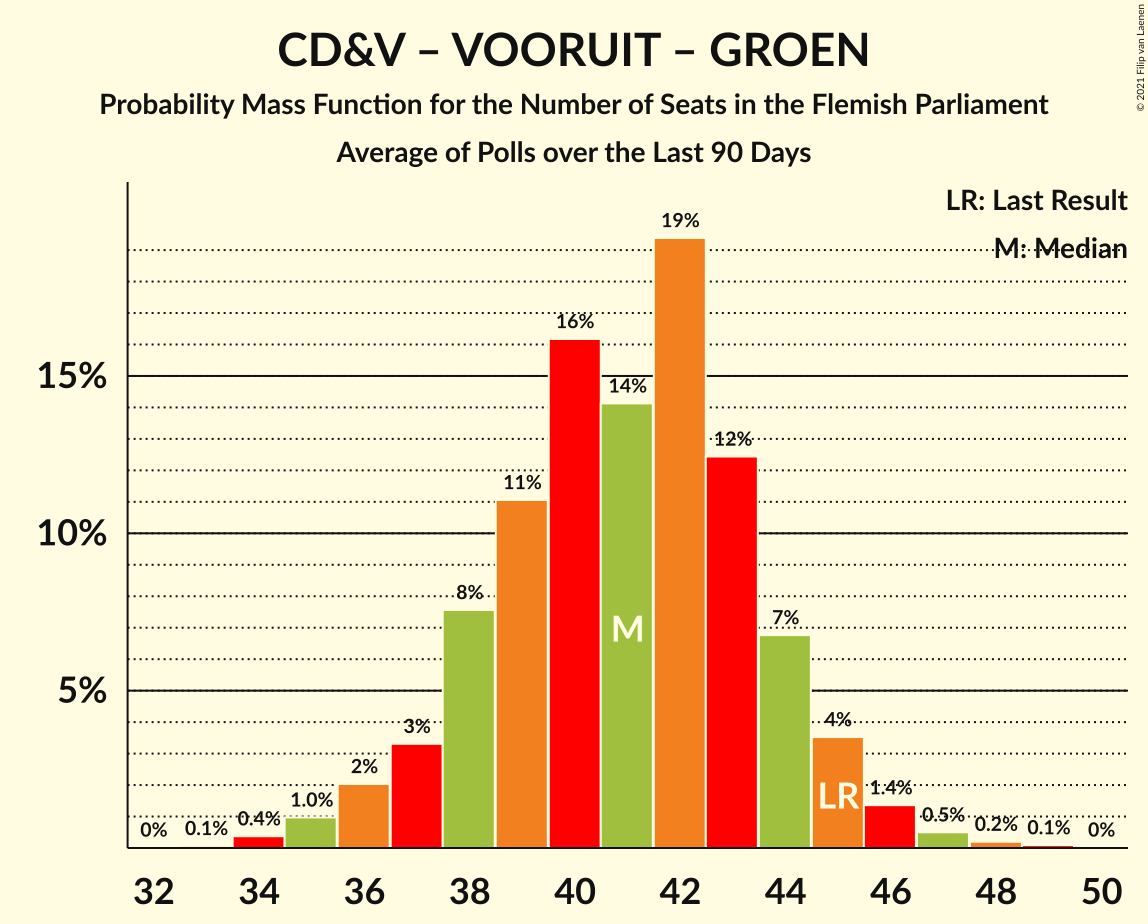 CD&V – VOORUIT – GROEN
Probability Mass Function for the Number of Seats in the Flemish Parliament
Average of Polls over the Last 90 Days
© 2021 Filip van Laenen
LR: Last Result
M: Median
19%
16%
15%
14%
12%
11%
10%
8%
7%
M
5%
4%
3%
2%
LR
1.4%
1.0%
0.5%
0.4%
0.2%
0% 0.1% 0.1% 0%
32 34 36 38 40 42 44 46 48 50